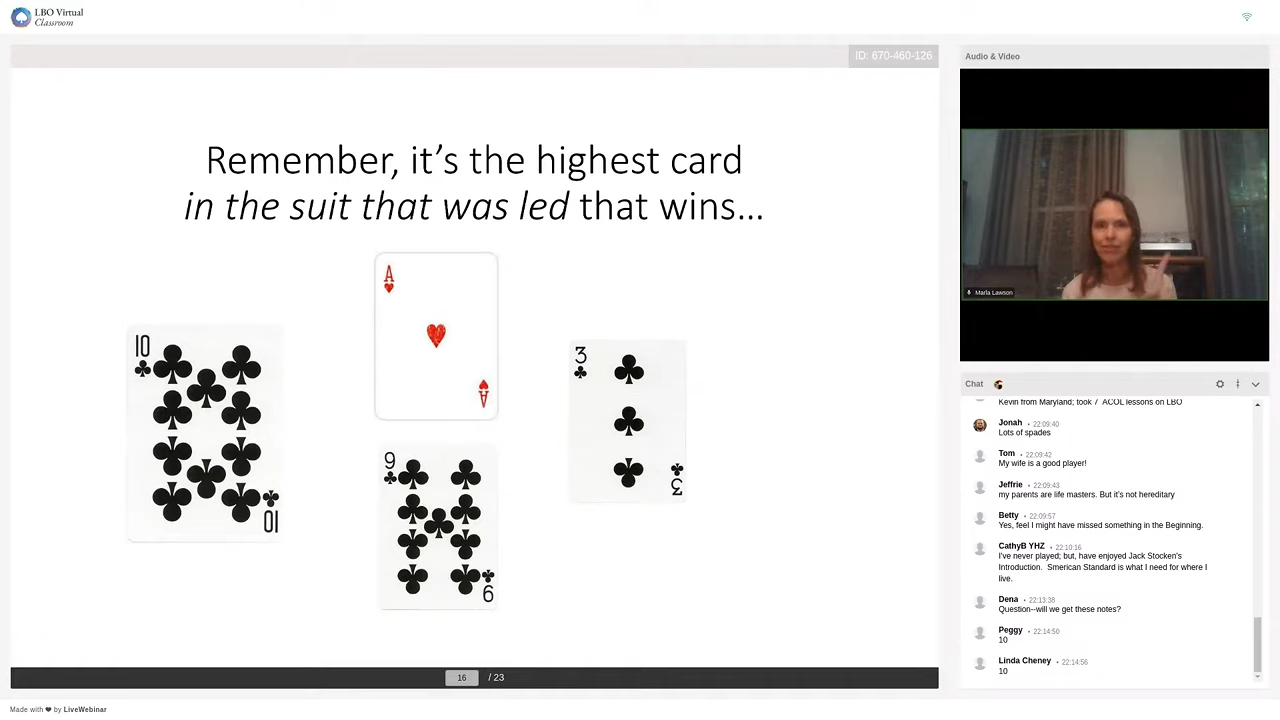 LBO Virtual
Classroom
ID: 670-460-126
Remember, it's the highest card
in the suit that was led that wins...
A
A
10
10
3
3
9
9
16 / 23
Audio & Video
Marla Lawson
Chat
Kevin from Maryland; took 7 ACOL lessons on LBO
Jonah • 22:09:40
Lots of spades
Tom • 22:09:42
My wife is a good player!
Jeffrie • 22:09:43
my parents are life masters. But it's not hereditary
Betty • 22:09:57
Yes, feel I might have missed something in the Beginning.
CathyB YHZ • 22:10:16
I've never played; but, have enjoyed Jack Stocken's
Introduction. Smerican Standard is what I need for where I
live.
Dena • 22:13:38
Question--will we get these notes?
Peggy • 22:14:50
10
Linda Cheney • 22:14:56
10
Made with ❤ by LiveWebinar